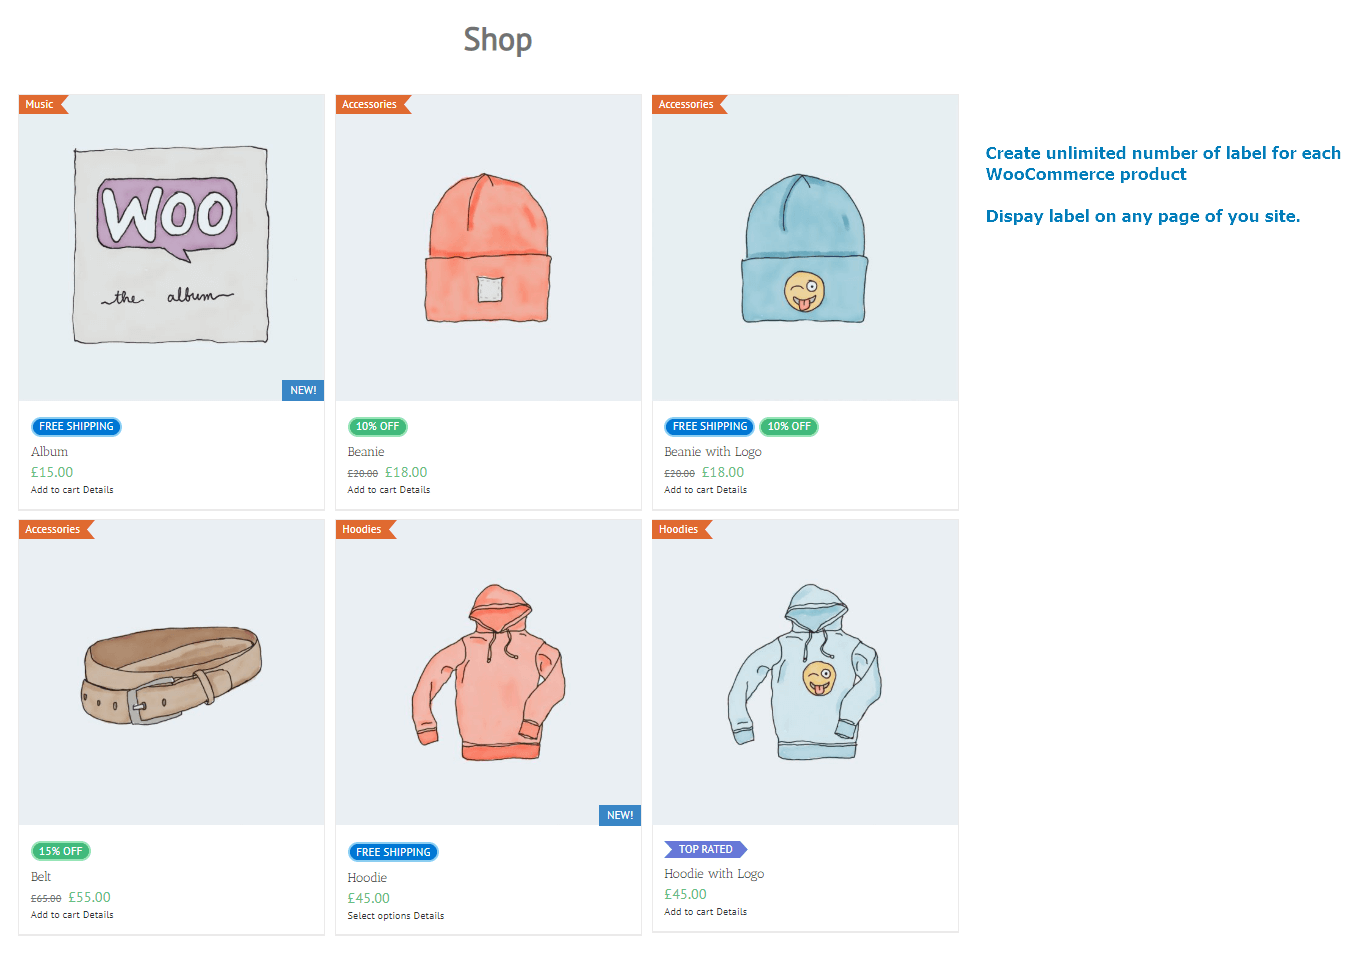 Shop
Music
WOO
the album
NEW!
FREE SHIPPING
Album
£15.00
Add to cart Details
Accessories
10% OFF
Beanie
£20.00 £18.00
Add to cart Details
Accessories
FREE SHIPPING 10% OFF
Beanie with Logo
£20.00 £18.00
Add to cart Details
Create unlimited number of label for each
WooCommerce product
Dispay label on any page of you site.
Accessories
15% OFF
Belt
£65.00 £55.00
Add to cart Details
Hoodies
NEW!
FREE SHIPPING
Hoodie
£45.00
Select options Details
Hoodies
TOP RATED
Hoodie with Logo
£45.00
Add to cart Details